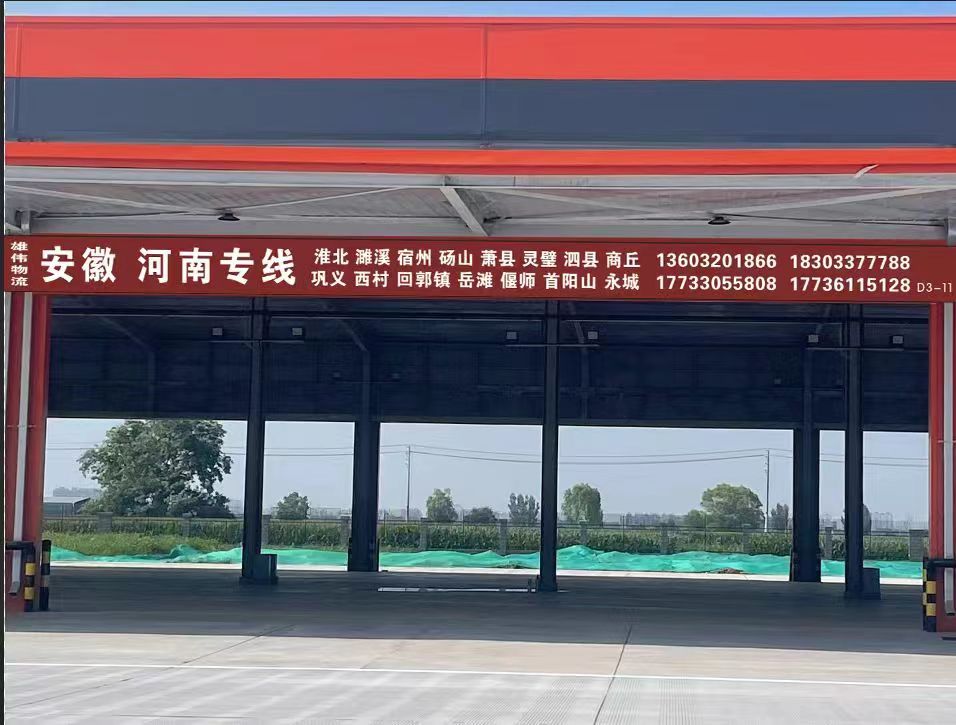 雄伟物流
安徽 河南专线
淮北 濉溪 宿州 砀山 萧县 灵璧 泗县 商丘 13603201866 18303377788
巩义 西村 回郭镇 岳滩 偃师 首阳山 永城 17733055808 17736115128 D3-11